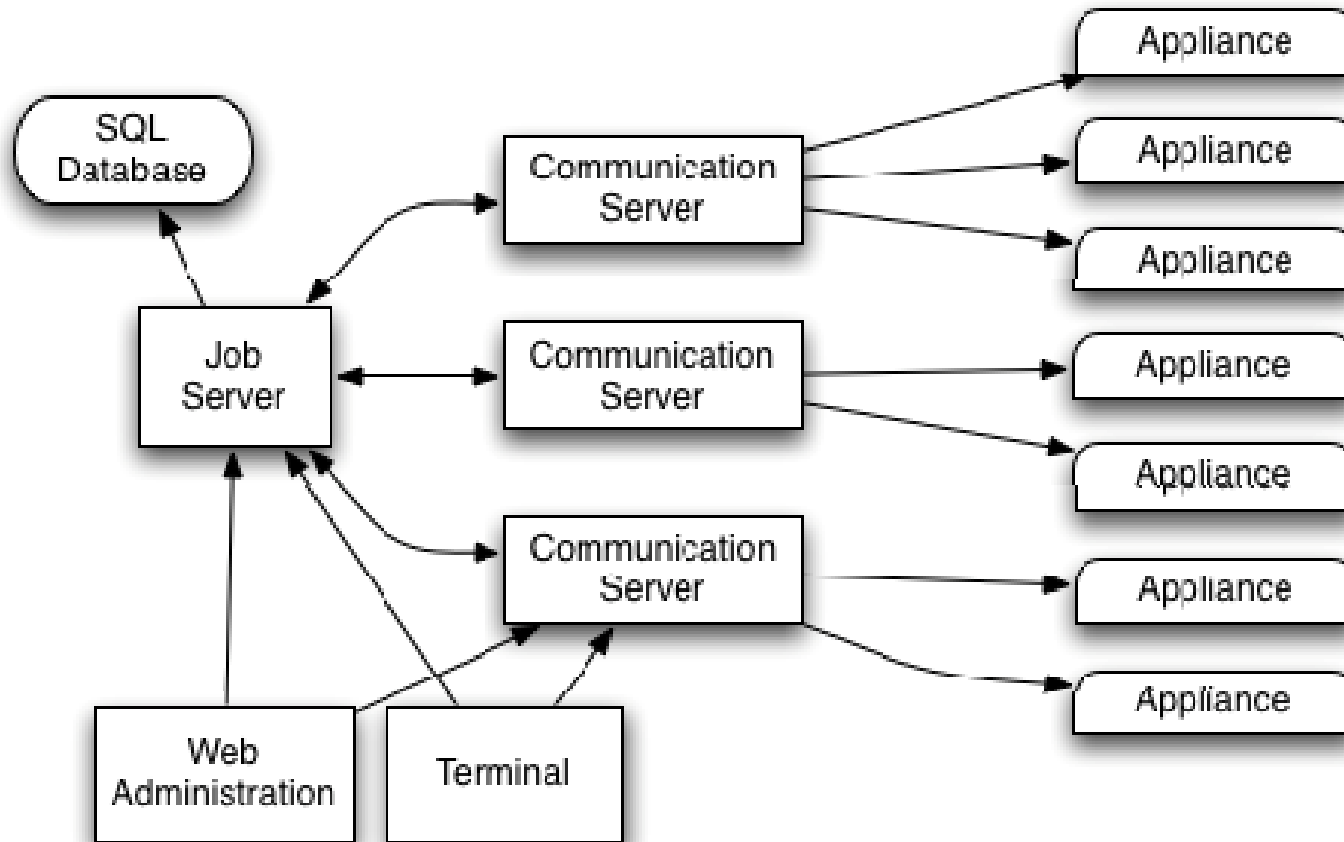 SQL
Database
Job
Server
Communication
Server
Communication
Server
Communication
Server
Web
Administration
Terminal
Appliance
Appliance
Appliance
Appliance
Appliance
Appliance
Appliance